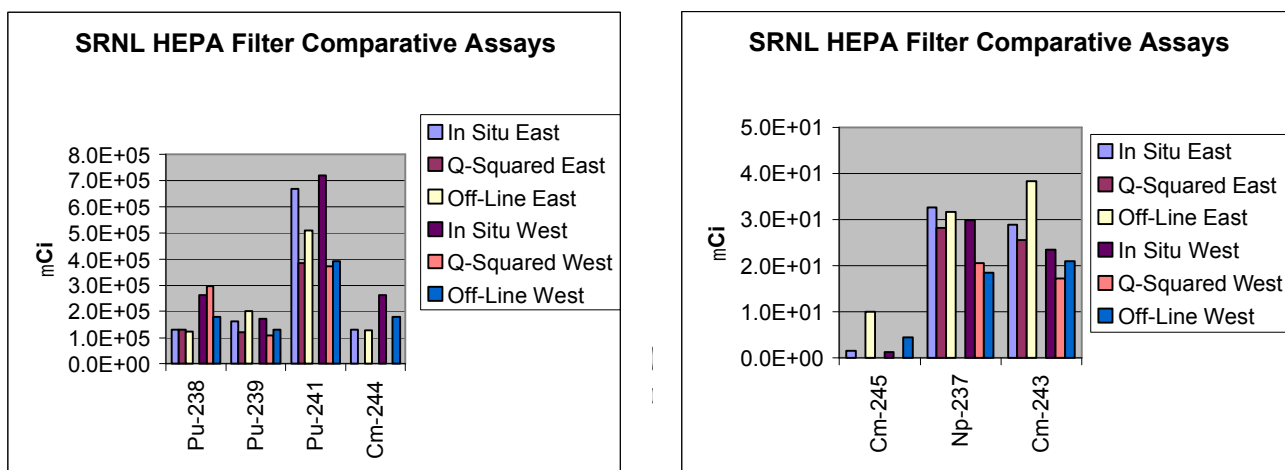 SRNL HEPA Filter Comparative Assays
8.0E+05
7.0E+05
6.0E+05
5.0E+05
4.0E+05
3.0E+05
2.0E+05
1.0E+05
0.0E+00
mCi
Pu-238
Pu-239
Pu-241
Cm-244
In Situ East
Q-Squared East
Off-Line East
In Situ West
Q-Squared West
Off-Line West
SRNL HEPA Filter Comparative Assays
5.0E+01
4.0E+01
3.0E+01
2.0E+01
1.0E+01
0.0E+00
mCi
Cm-245
Np-237
Cm-243
In Situ East
Q-Squared East
Off-Line East
In Situ West
Q-Squared West
Off-Line West